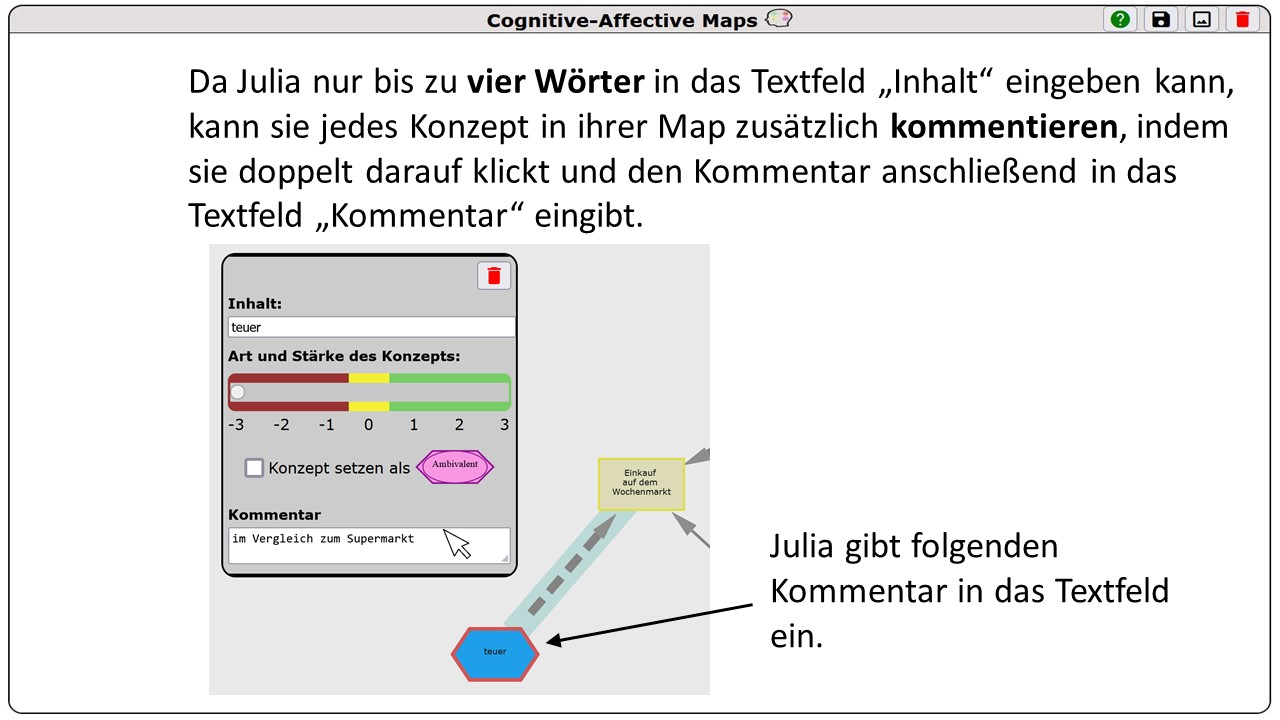 Cognitive-Affective Maps
Da Julia nur bis zu vier Wörter in das Textfeld „Inhalt“ eingeben kann,
kann sie jedes Konzept in ihrer Map zusätzlich kommentieren, indem
sie doppelt darauf klickt und den Kommentar anschließend in das
Textfeld „Kommentar“ eingibt.
Inhalt:
teuer
Art und Stärke des Konzepts:
-3 -2 -1 0 1 2 3
Konzept setzen als Ambivalent
Kommentar
im Vergleich zum Supermarkt
Einkauf
auf dem
Wochenmarkt
teuer
Julia gibt folgenden
Kommentar in das Textfeld
ein.